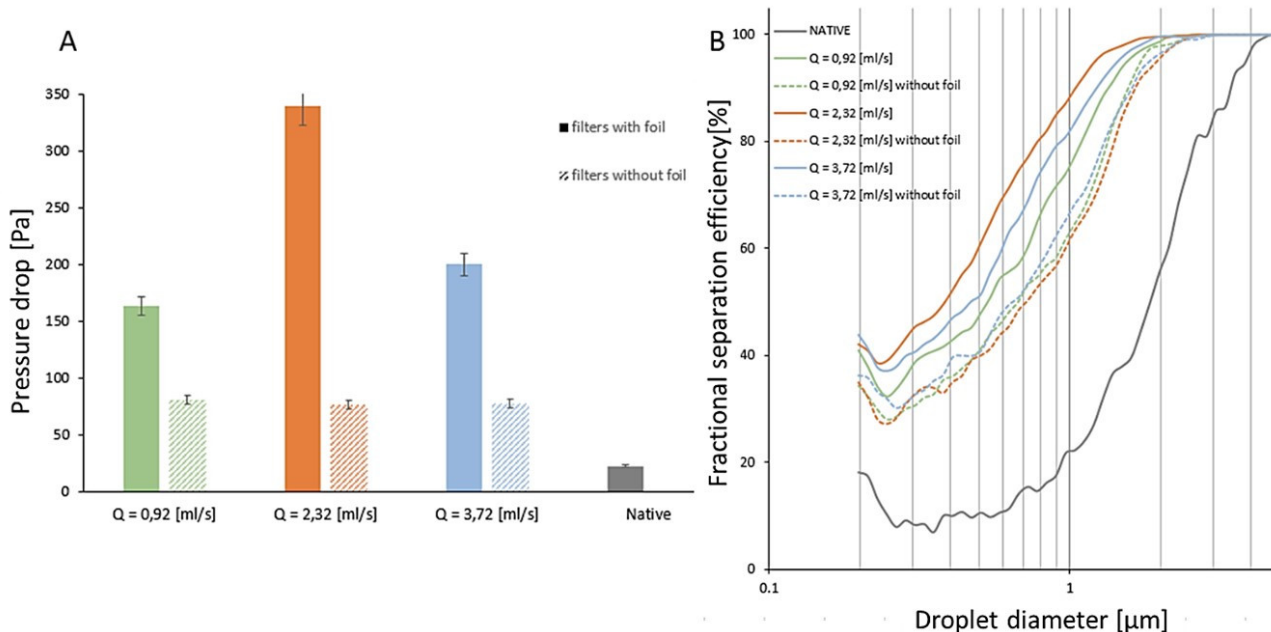 A
Pressure drop [Pa]
350
300
250
200
150
100
50
0
filters with foil
filters without foil
Q = 0,92 [ml/s]
Q = 2,32 [ml/s]
Q = 3,72 [ml/s]
Native
B
Fractional separation efficiency[%]
100
80
60
40
20
0
NATIVE
Q = 0,92 [ml/s]
Q = 0,92 [ml/s] without foil
Q = 2,32 [ml/s]
Q = 2,32 [ml/s] without foil
Q = 3,72 [ml/s]
Q = 3,72 [ml/s] without foil
0.1
1
Droplet diameter [μm]